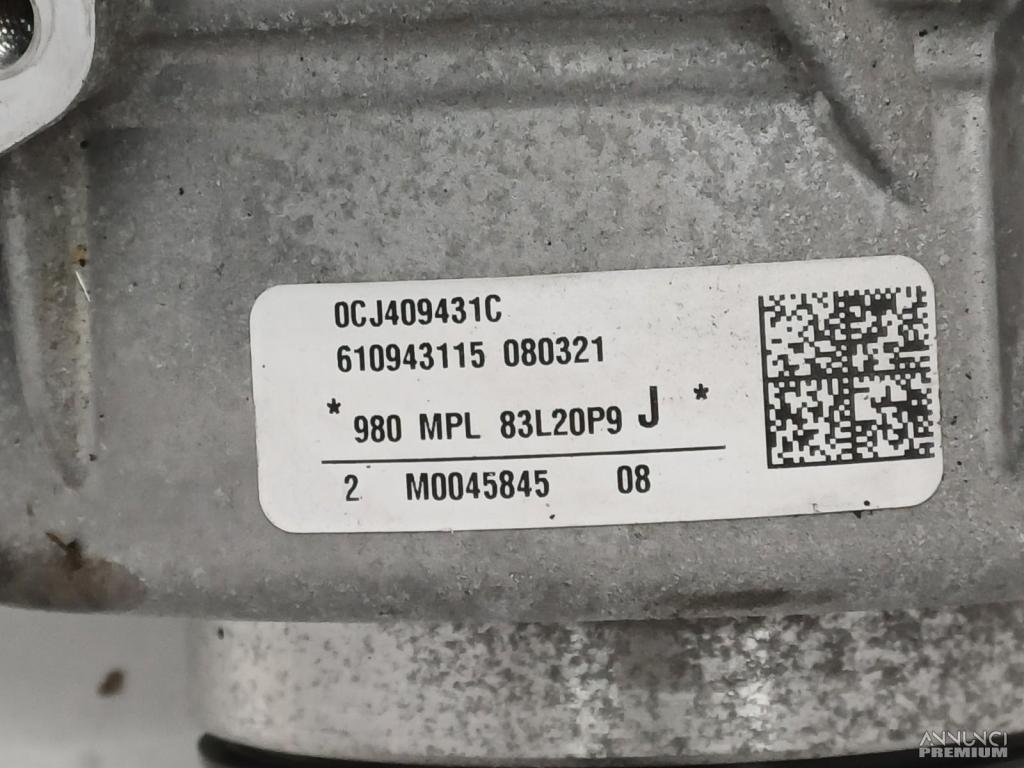 0CJ409431C
610943115 080321
* 980 MPL 83L20P9 J *
2 M0045845 08
ANNUNCI
PREMIUM